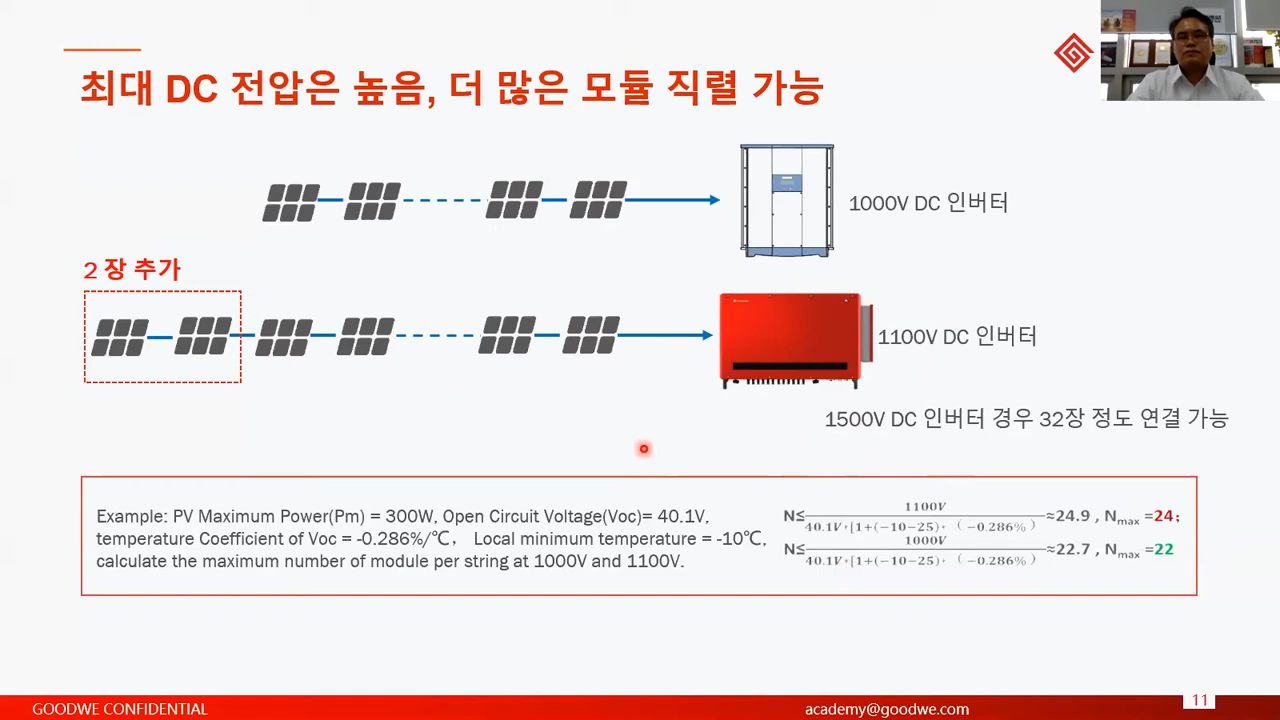 최대 DC 전압은 높음, 더 많은 모듈 직렬 가능
1000V DC 인버터
2 장 추가
1100V DC 인버터
1500V DC 인버터 경우 32장 정도 연결 가능
Example: PV Maximum Power(Pm) = 300W, Open Circuit Voltage(Voc)= 40.1V,
temperature Coefficient of Voc = -0.286%/℃, Local minimum temperature = -10℃,
calculate the maximum number of module per string at 1000V and 1100V.
N≤ 1100V / 40.1V·[1+(−10−25)· (−0.286%) ≈24.9 , Nmax =24;
N≤ 1000V / 40.1V·[1+(−10−25)· (−0.286%) ≈22.7 , Nmax =22
11
GOODWE CONFIDENTIAL
academy@goodwe.com